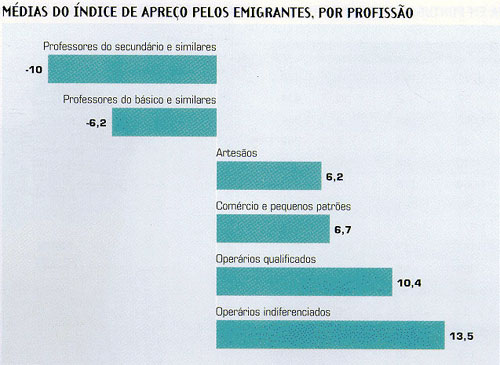 MÉDIAS DO ÍNDICE DE APREÇO PELOS EMIGRANTES, POR PROFISSÃO
Professores do secundário e similares
-10
Professores do básico e similares
-6,2
Artesãos
6,2
Comércio e pequenos patrões
6,7
Operários qualificados
10,4
Operários indiferenciados
13,5